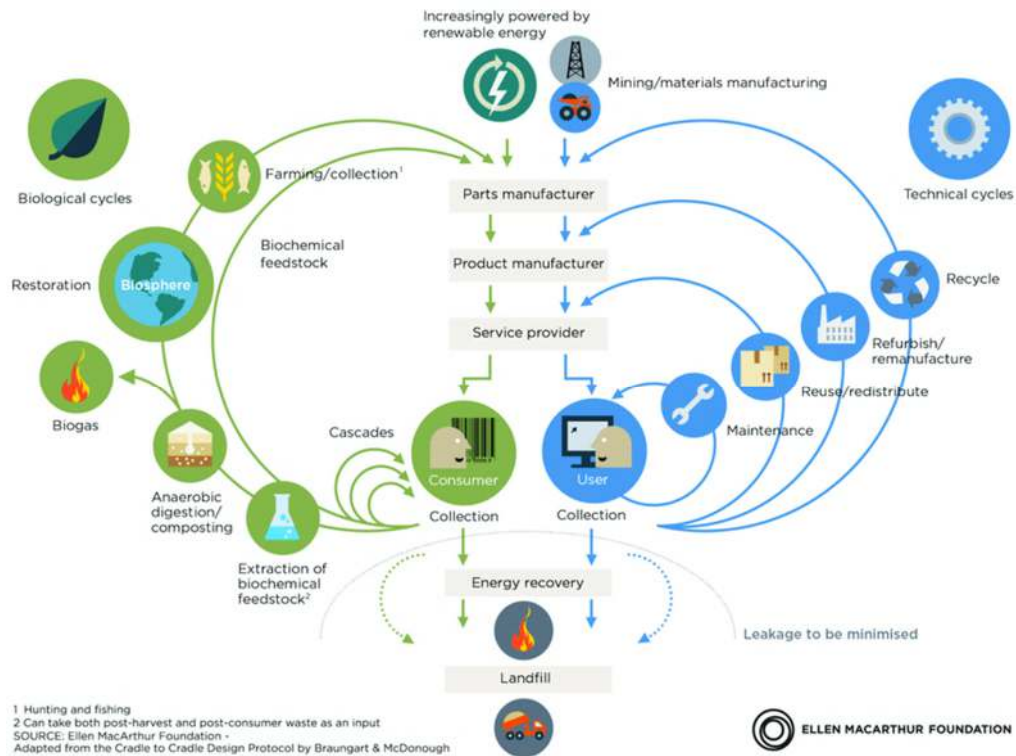 Increasingly powered by
renewable energy
Mining/materials manufacturing
Biological cycles
Technical cycles
Farming/collection¹
Parts manufacturer
Biochemical
feedstock
Product manufacturer
Restoration
Biosphere
Recycle
Service provider
Refurbish/
remanufacture
Reuse/redistribute
Biogas
Cascades
Maintenance
Consumer
User
Anaerobic
digestion/
composting
Collection
Collection
Extraction of
biochemical
feedstock²
Energy recovery
Leakage to be minimised
Landfill
1 Hunting and fishing
2 Can take both post-harvest and post-consumer waste as an input
SOURCE: Ellen MacArthur Foundation -
Adapted from the Cradle to Cradle Design Protocol by Braungart & McDonough
ELLEN MACARTHUR FOUNDATION